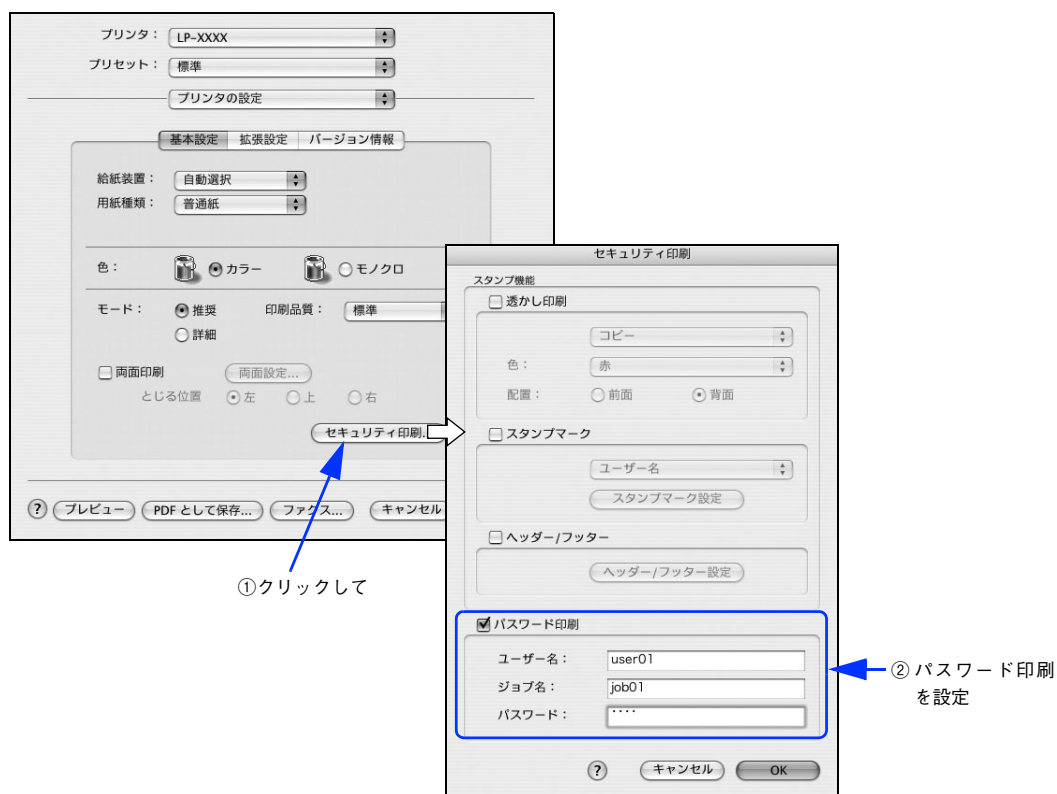 プリンタ： LP-XXXX
プリセット： 標準
プリンタの設定
基本設定 拡張設定 バージョン情報
給紙装置： 自動選択
用紙種類： 普通紙
色： カラー モノクロ
モード： 推奨 印刷品質： 標準
詳細
両面印刷 両面設定...
とじる位置 左 上 右
セキュリティ印刷..
? プレビュー PDF として保存... ファクス... キャンセル
①クリックして
セキュリティ印刷
スタンプ機能
透かし印刷
コピー
色： 赤
配置： 前面 背面
スタンプマーク
ユーザー名
スタンプマーク設定
ヘッダー/フッター
ヘッダー/フッター設定
パスワード印刷
ユーザー名： user01
ジョブ名： job01
パスワード： ････
? キャンセル OK
②パスワード印刷
を設定